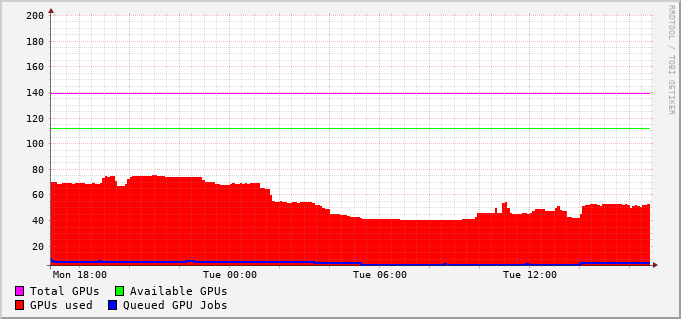 RRDTOOL / TOBI OETIKER
200
180
160
140
120
100
80
60
40
20
Mon 18:00 Tue 00:00 Tue 06:00 Tue 12:00
Total GPUs Available GPUs
GPUs used Queued GPU Jobs